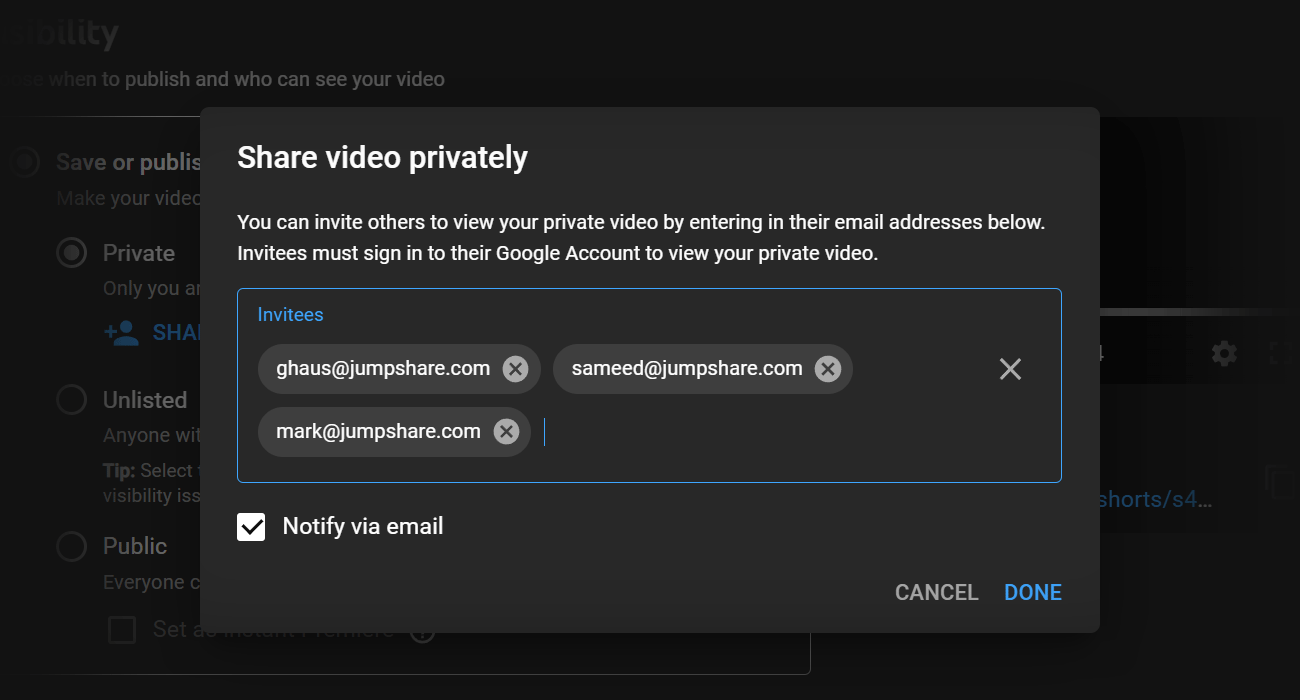 when to publish and who can see your video
Share video privately
You can invite others to view your private video by entering in their email addresses below.
Invitees must sign in to their Google Account to view your private video.
Invitees
ghaus@jumpshare.com
sameed@jumpshare.com
mark@jumpshare.com
Notify via email
CANCEL
DONE
Save or publis
Make your video
Private
Only you ar
SHAR
Unlisted
Anyone wit
Tip: Select
visibility iss
Public
Everyone c
Set as Instant Premiere
shorts/s4...